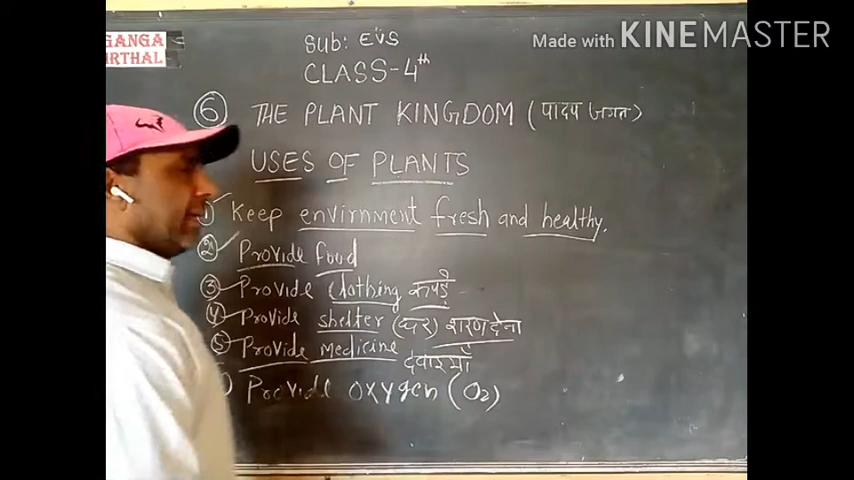 GANGA
IRTHAL
Made with KINEMASTER
Sub: EVS
CLASS-4th
6 THE PLANT KINGDOM (पादप जगत)
USES OF PLANTS
1) Keep envirnment fresh and healthy.
2 Provide food
3 Provide clothing कपड़े
4 Provide shelter (घर) शरण देना
5 Provide medicine दवाईयाँ
Provide oxygen (O2)